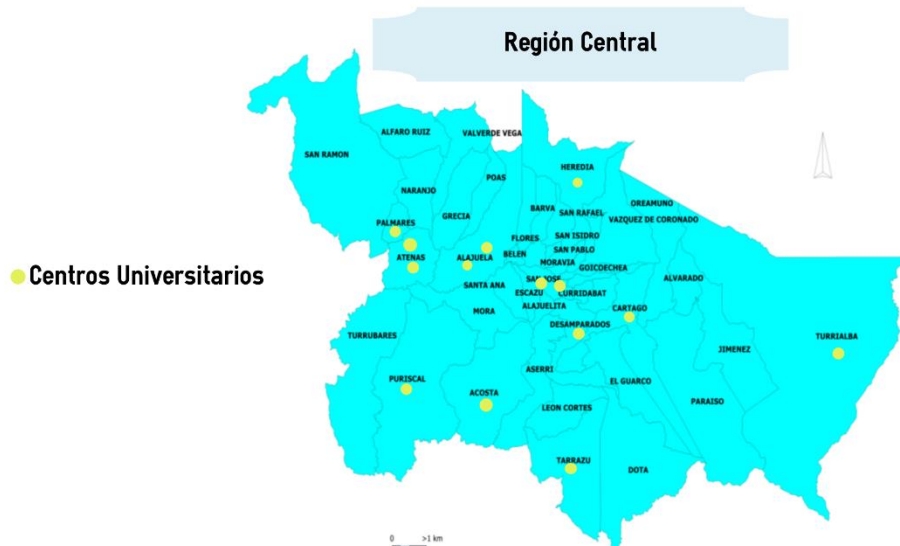 Región Central
ALFARO RUIZ
VALVERDE VEGA
SAN RAMON
HEREDIA
POAS
NARANJO
OREAMUNO
BARVA
SAN RAFAEL
GRECIA
VAZQUEZ DE CORONADO
PALMARES
FLORES
SAN ISIDRO
SAN PABLO
ATENAS
ALAJUELA
BELEN
MORAVIA
GOICOECHEA
Centros Universitarios
SAN JOSE
ALVARADO
SANTA ANA
ESCAZU
CURRIDABAT
ALAJUELITA
CARTAGO
MORA
DESAMPARADOS
TURRUBARES
TURRIALBA
JIMENEZ
ASERRI
PURISCAL
EL GUARCO
ACOSTA
PARAISO
LEON CORTES
TARRAZU
DOTA
0 >1 km